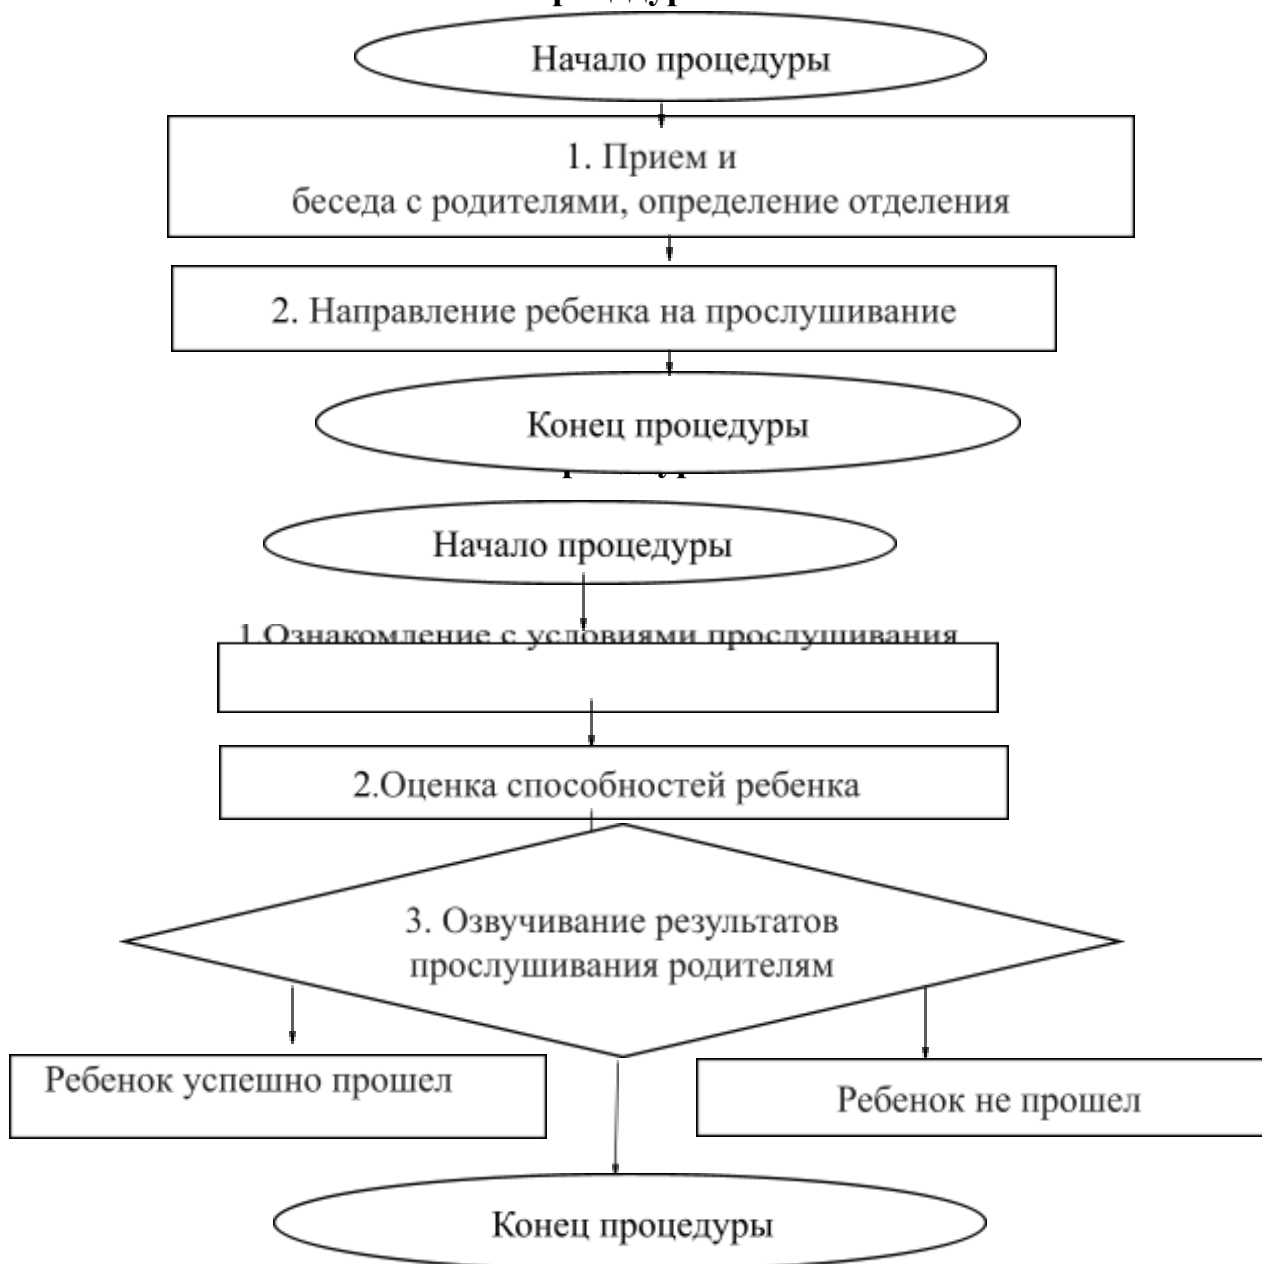 Начало процедуры
1. Прием и
беседа с родителями, определение отделения
2. Направление ребенка на прослушивание
Конец процедуры
Начало процедуры
1.Ознакомление с условиями прослушивания
2.Оценка способностей ребенка
3. Озвучивание результатов
прослушивания родителям
Ребенок успешно прошел
Ребенок не прошел
Конец процедуры